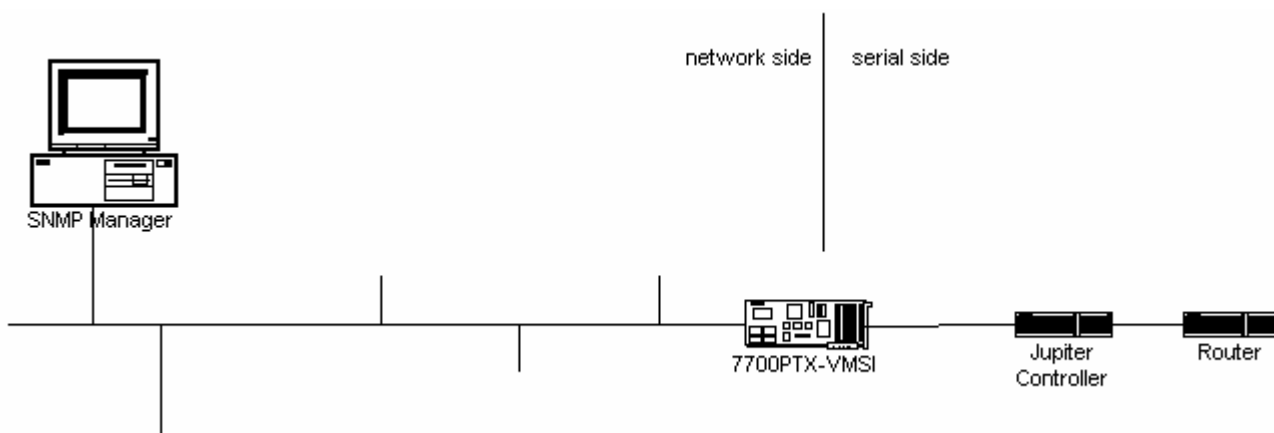 network side
serial side
SNMP Manager
7700PTX-VMSI
Jupiter
Controller
Router